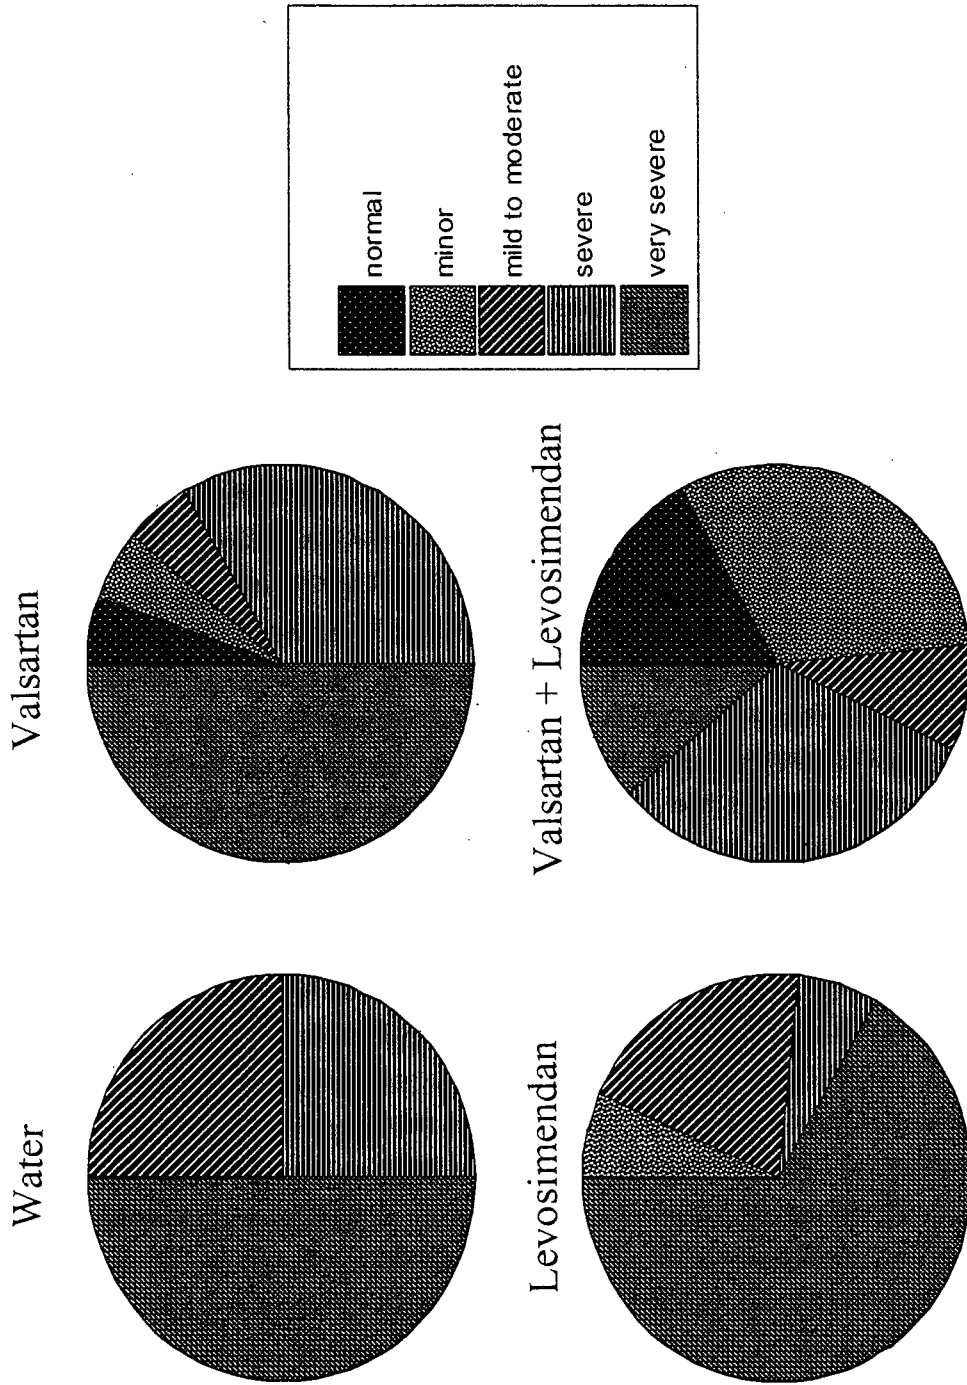 Water
Valsartan
Levosimendan
Valsartan + Levosimendan
normal
minor
mild to moderate
severe
very severe